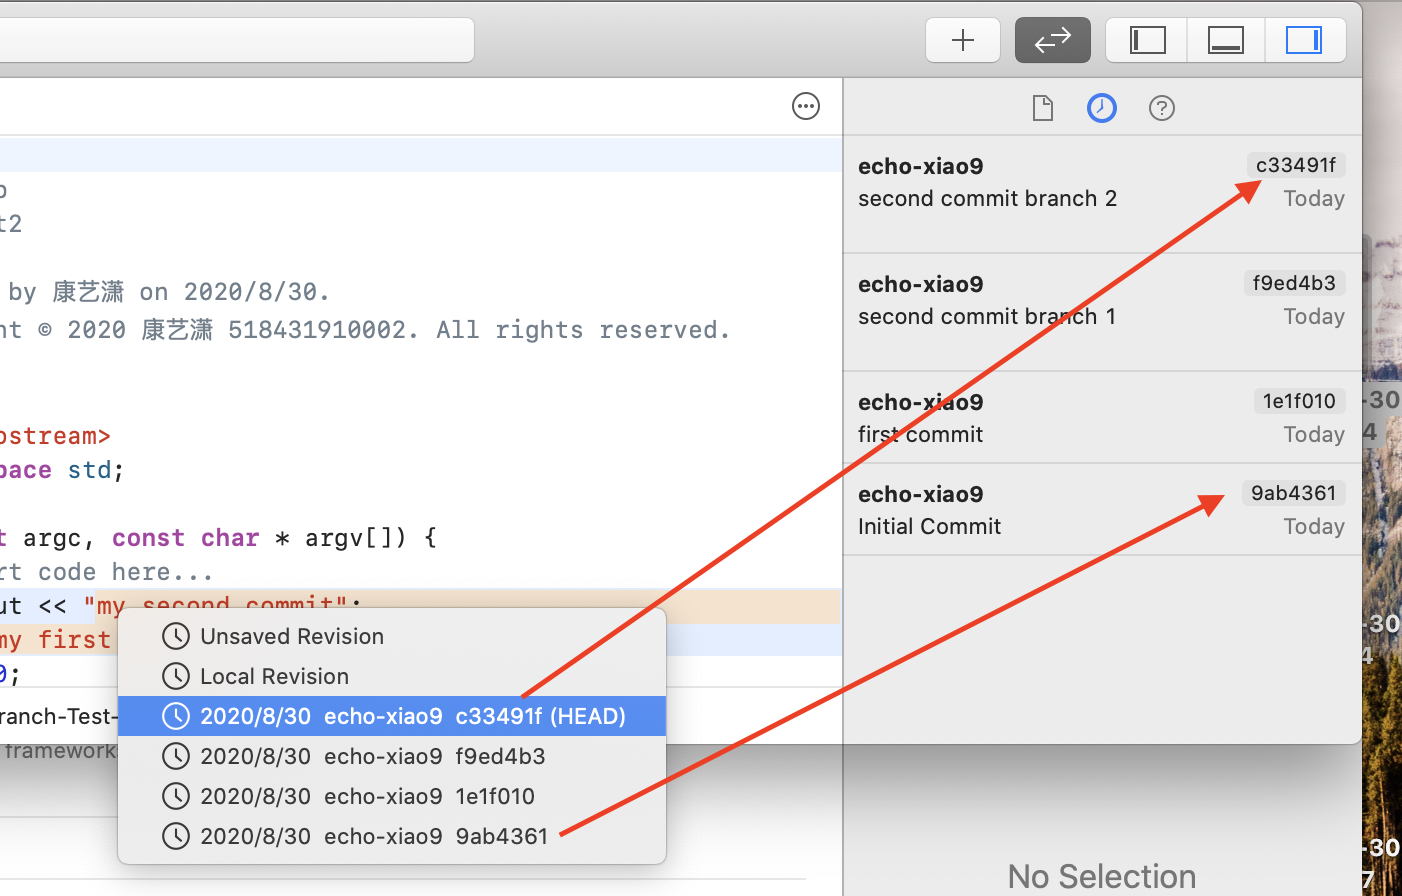 t2
by 康艺潇 on 2020/8/30.
nt © 2020 康艺潇 518431910002. All rights reserved.
ostream>
pace std;
t argc, const char * argv[]) {
rt code here...
ut << "my second commit";
my first
0;
ranch-Test-
frameworks
Unsaved Revision
Local Revision
2020/8/30 echo-xiao9 c33491f (HEAD)
2020/8/30 echo-xiao9 f9ed4b3
2020/8/30 echo-xiao9 1e1f010
2020/8/30 echo-xiao9 9ab4361
echo-xiao9 c33491f
second commit branch 2 Today
echo-xiao9 f9ed4b3
second commit branch 1 Today
echo-xiao9 1e1f010
first commit Today
echo-xiao9 9ab4361
Initial Commit Today
No Selection
-30
4
-30
4
-30
7